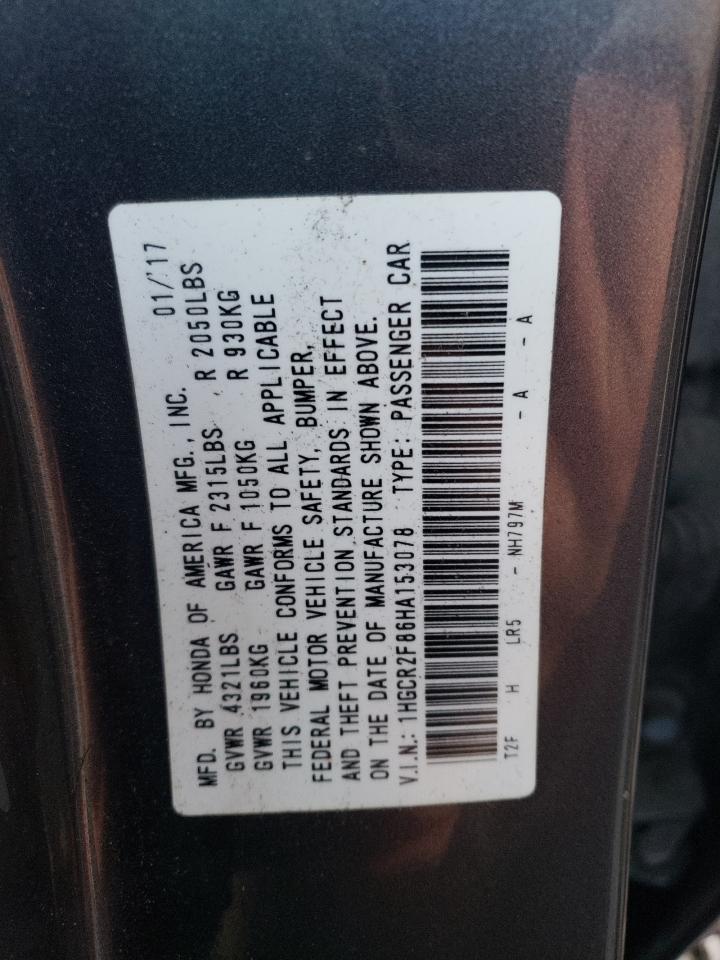 MFD. BY HONDA OF AMERICA MFG., INC. 01/'17
GVWR 4321LBS GAWR F 2315LBS R 2050LBS
GVWR 1960KG GAWR F 1050KG R 930KG
THIS VEHICLE CONFORMS TO ALL APPLICABLE
FEDERAL MOTOR VEHICLE SAFETY, BUMPER,
AND THEFT PREVENTION STANDARDS IN EFFECT
ON THE DATE OF MANUFACTURE SHOWN ABOVE.
V.I.N.: 1HGCR2F86HA153078 TYPE: PASSENGER CAR
T2F H LR5 - NH797M - A - A